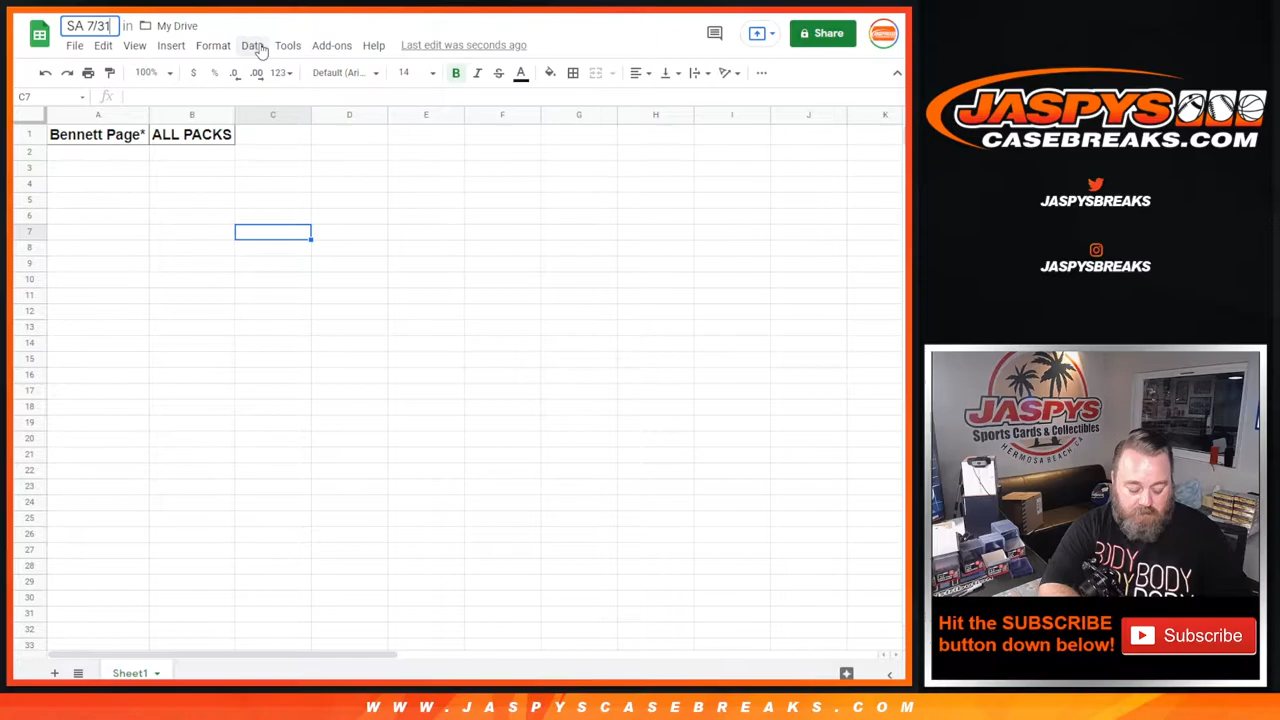 SA 7/31 in My Drive
File Edit View Insert Format Data Tools Add-ons Help Last edit was seconds ago
Share
100% $ % .0 .00 123 Default (Ari... 14 B I S A
C7 fx
A B C D E F G H I J K
1 Bennett Page* ALL PACKS
2
3
4
5
6
7
8
9
10
11
12
13
14
15
16
17
18
19
20
21
22
23
24
25
26
27
28
29
30
31
32
33
Sheet1
JASPYS
CASEBREAKS.COM
JASPYSBREAKS
JASPYSBREAKS
JASPYS
Sports Cards & Collectibles
HERMOSA BEACH CA
BODY
BODY
Hit the SUBSCRIBE
button down below!
Subscribe
WWW.JASPYSCASEBREAKS.COM